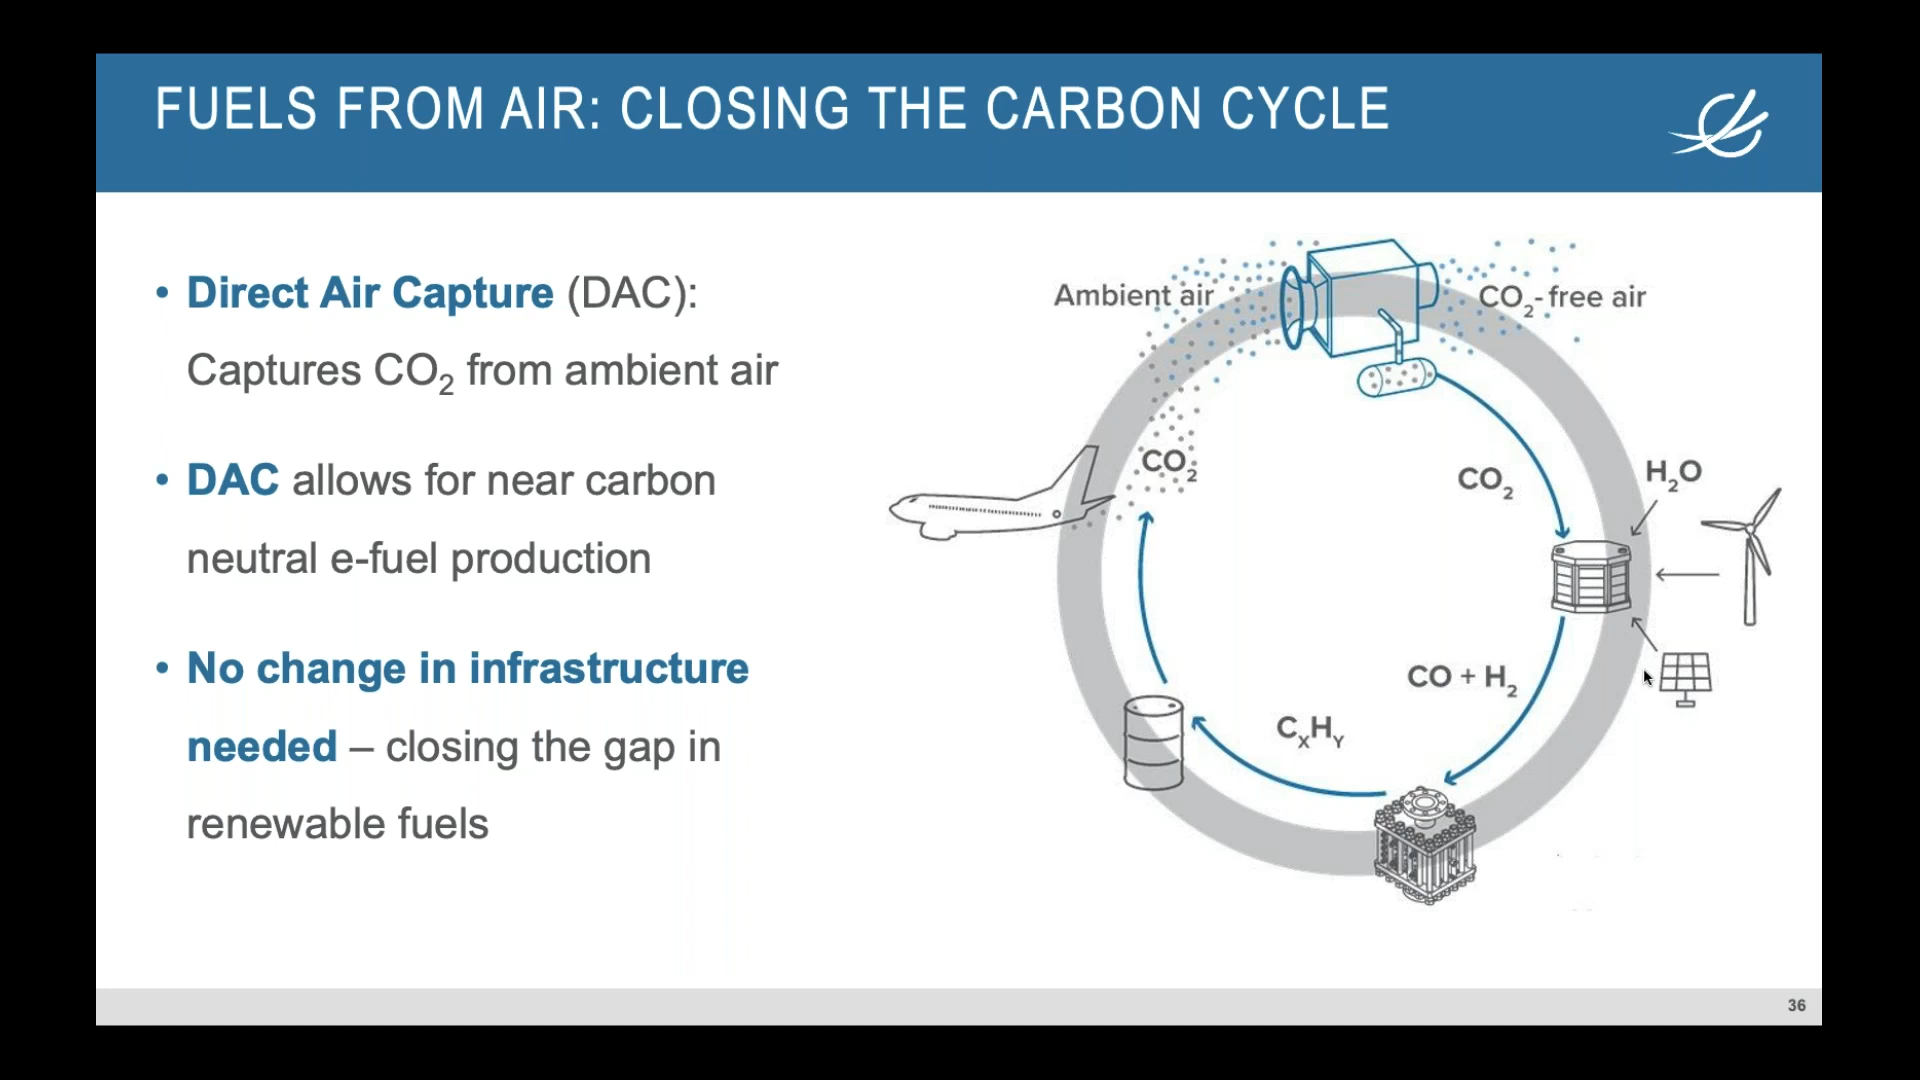 FUELS FROM AIR: CLOSING THE CARBON CYCLE
• Direct Air Capture (DAC):
Captures CO₂ from ambient air
• DAC allows for near carbon
neutral e-fuel production
• No change in infrastructure
needed – closing the gap in
renewable fuels
Ambient air
CO₂-free air
CO₂
CO₂
H₂O
CO + H₂
CₓHᵧ
36